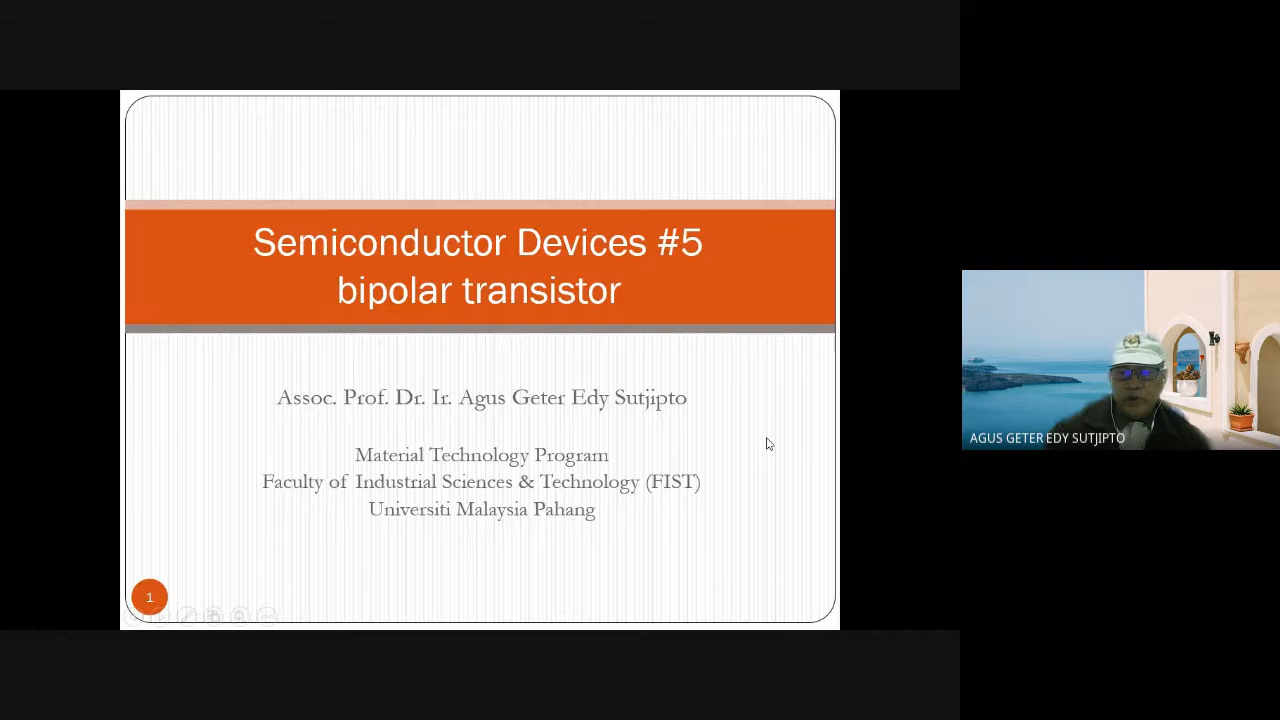 Semiconductor Devices #5
bipolar transistor
Assoc. Prof. Dr. Ir. Agus Geter Edy Sutjipto
Material Technology Program
Faculty of Industrial Sciences & Technology (FIST)
Universiti Malaysia Pahang
1
AGUS GETER EDY SUTJIPTO